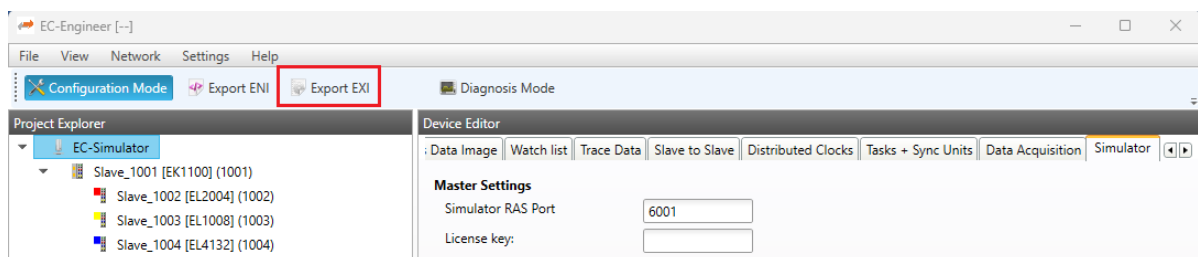 EC-Engineer [--]
File View Network Settings Help
Configuration Mode Export ENI Export EXI Diagnosis Mode
Project Explorer
EC-Simulator
Slave_1001 [EK1100] (1001)
Slave_1002 [EL2004] (1002)
Slave_1003 [EL1008] (1003)
Slave_1004 [EL4132] (1004)
Device Editor
Data Image Watch list Trace Data Slave to Slave Distributed Clocks Tasks + Sync Units Data Acquisition Simulator
Master Settings
Simulator RAS Port 6001
License key: